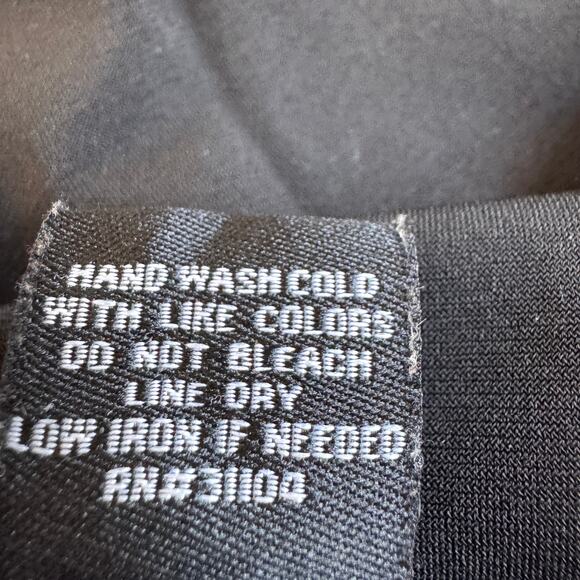 HAND WASH COLD
WITH LIKE COLORS
DO NOT BLEACH
LINE DRY
LOW IRON IF NEEDED
RN#31104